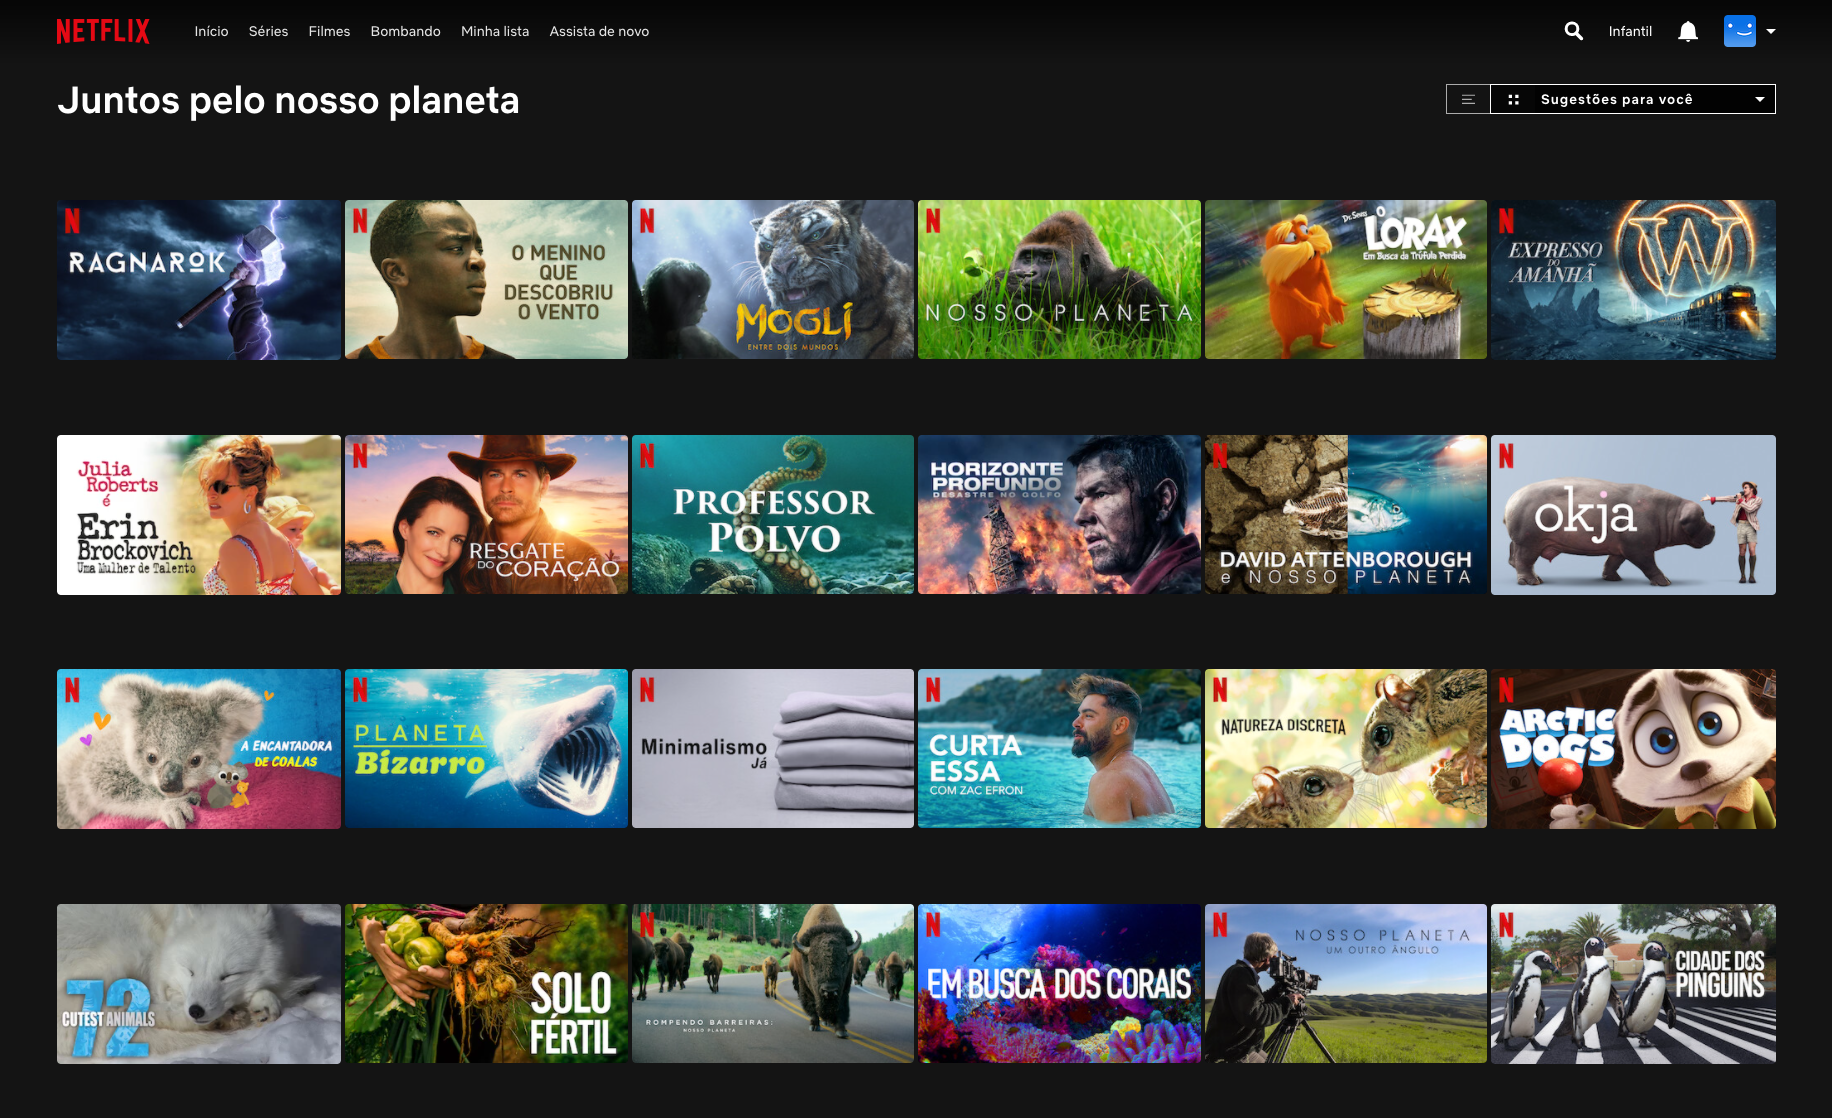 NETFLIX
Início
Séries
Filmes
Bombando
Minha lista
Assista de novo
Infantil
Juntos pelo nosso planeta
Sugestões para você
N
RAGNARØK
N
O MENINO
QUE
DESCOBRIU
O VENTO
N
MOGLI
ENTRE DOIS MUNDOS
N
NOSSO PLANETA
Dr. Seuss
O
LORAX
Em Busca da Trúfula Perdida
N
EXPRESSO
DO
AMANHÃ
W
Julia
Roberts
é
Erin
Brockovich
Uma Mulher de Talento
N
RESGATE
DO CORAÇÃO
N
PROFESSOR
POLVO
HORIZONTE
PROFUNDO
DESASTRE NO GOLFO
N
DAVID ATTENBOROUGH
e NOSSO PLANETA
N
okja
N
A ENCANTADORA
DE COALAS
N
PLANETA
Bizarro
N
Minimalismo
Já
N
CURTA
ESSA
COM ZAC EFRON
N
NATUREZA DISCRETA
N
ARCTIC
DOGS
72
CUTEST ANIMALS
SOLO
FÉRTIL
N
ROMPENDO BARREIRAS:
NOSSO PLANETA
N
EM BUSCA DOS CORAIS
N
NOSSO PLANETA
UM OUTRO ÂNGULO
N
CIDADE DOS
PINGUINS